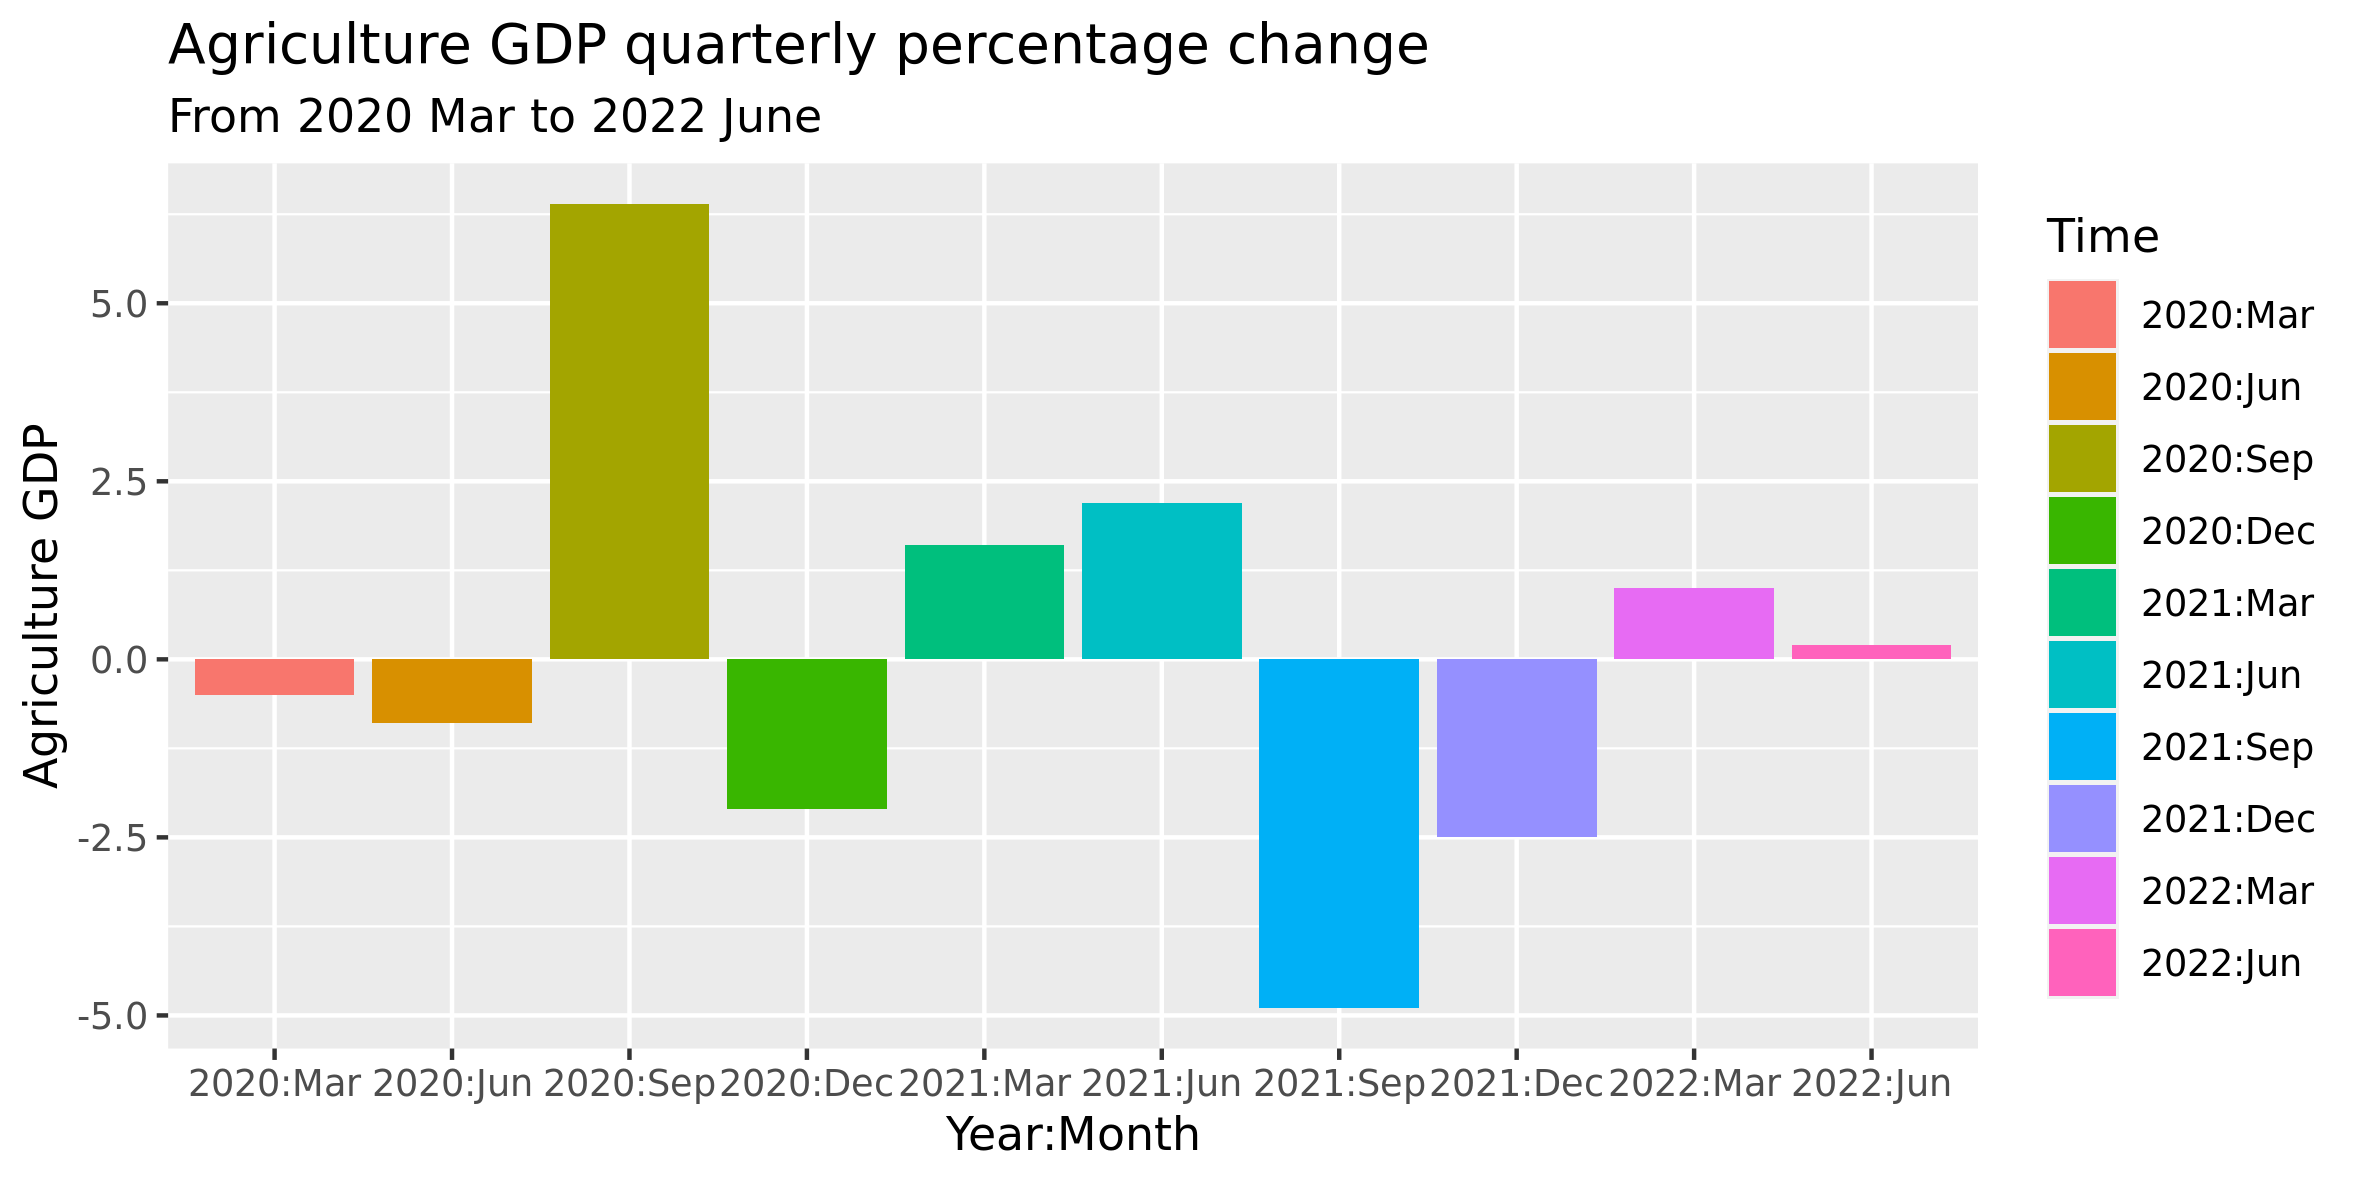 Agriculture GDP quarterly percentage change
From 2020 Mar to 2022 June
Agriculture GDP
5.0
2.5
0.0
-2.5
-5.0
2020:Mar 2020:Jun 2020:Sep 2020:Dec 2021:Mar 2021:Jun 2021:Sep 2021:Dec 2022:Mar 2022:Jun
Year:Month
Time
2020:Mar
2020:Jun
2020:Sep
2020:Dec
2021:Mar
2021:Jun
2021:Sep
2021:Dec
2022:Mar
2022:Jun